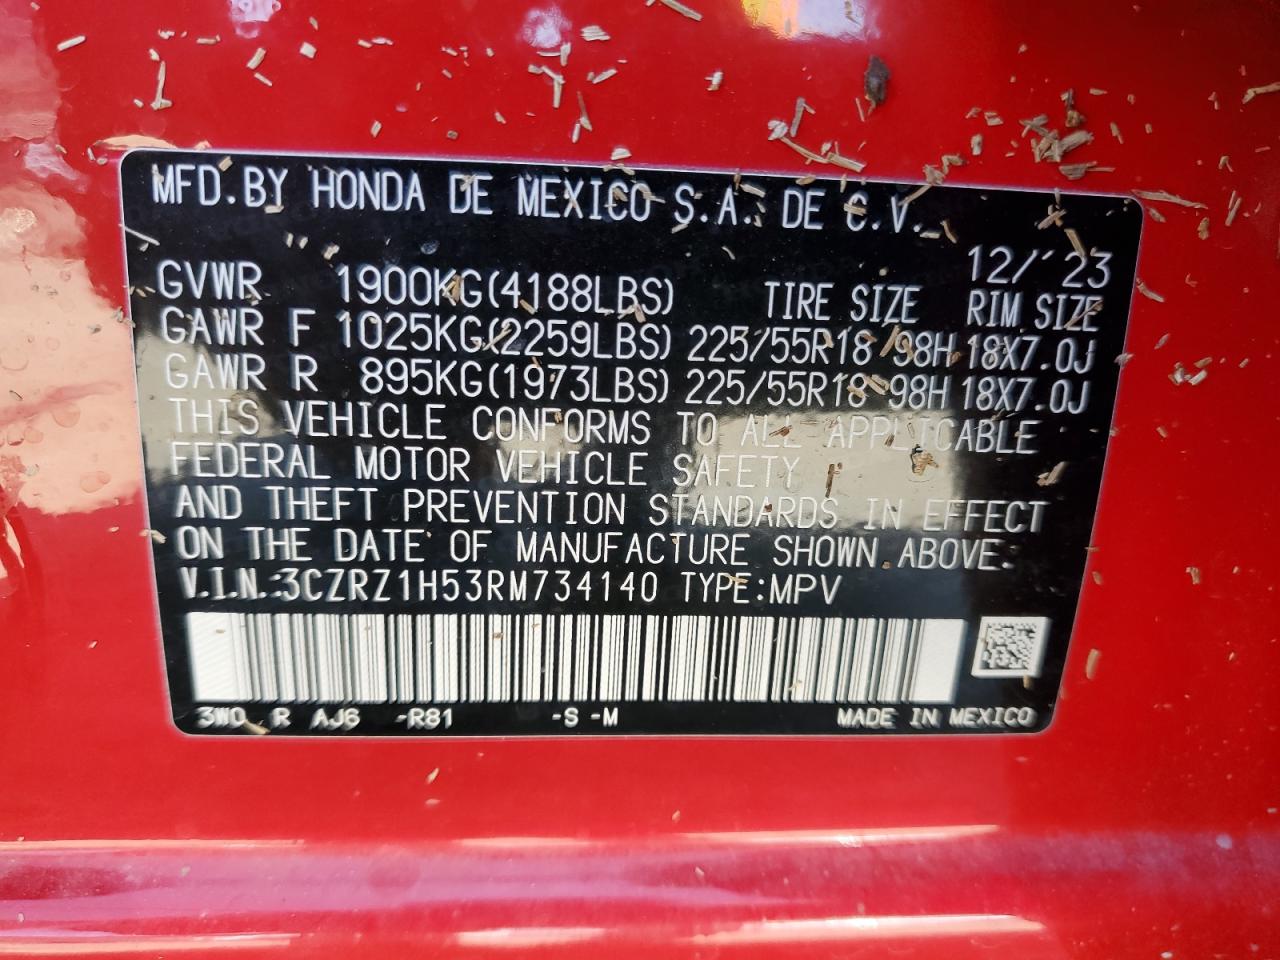 MFD.BY HONDA DE MEXICO S.A. DE C.V.
12/ 23
GVWR 1900KG(4188LBS) TIRE SIZE RIM SIZE
GAWR F 1025KG(2259LBS) 225/55R18 98H 18X7.0J
GAWR R 895KG(1973LBS) 225/55R18 98H 18X7.0J
THIS VEHICLE CONFORMS TO ALL APPLICABLE
FEDERAL MOTOR VEHICLE SAFETY
AND THEFT PREVENTION STANDARDS IN EFFECT
ON THE DATE OF MANUFACTURE SHOWN ABOVE.
V.I.N.:3CZRZ1H53RM734140 TYPE:MPV
3W0 R AJ6 -R81 -S -M MADE IN MEXICO